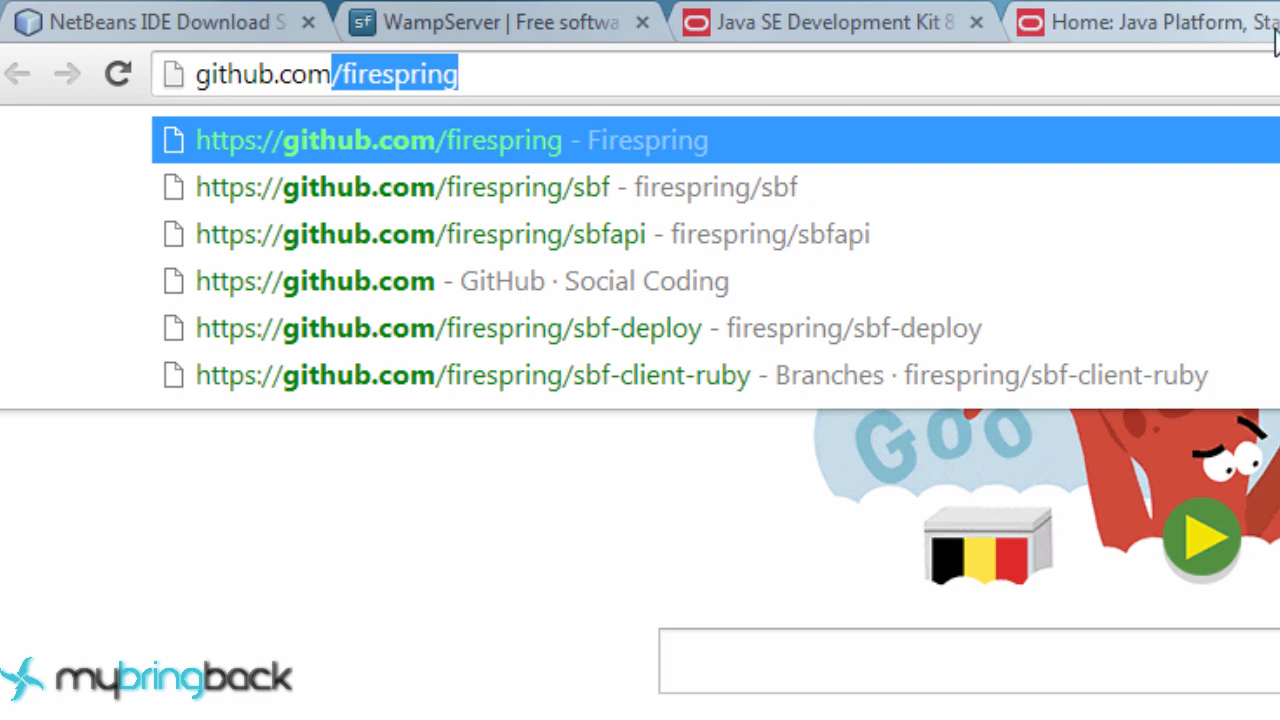 NetBeans IDE Download S
WampServer | Free softwa
Java SE Development Kit 8
Home: Java Platform, Sta
github.com/firespring
https://github.com/firespring - Firespring
https://github.com/firespring/sbf - firespring/sbf
https://github.com/firespring/sbfapi - firespring/sbfapi
https://github.com - GitHub · Social Coding
https://github.com/firespring/sbf-deploy - firespring/sbf-deploy
https://github.com/firespring/sbf-client-ruby - Branches · firespring/sbf-client-ruby
Goo
mybringback